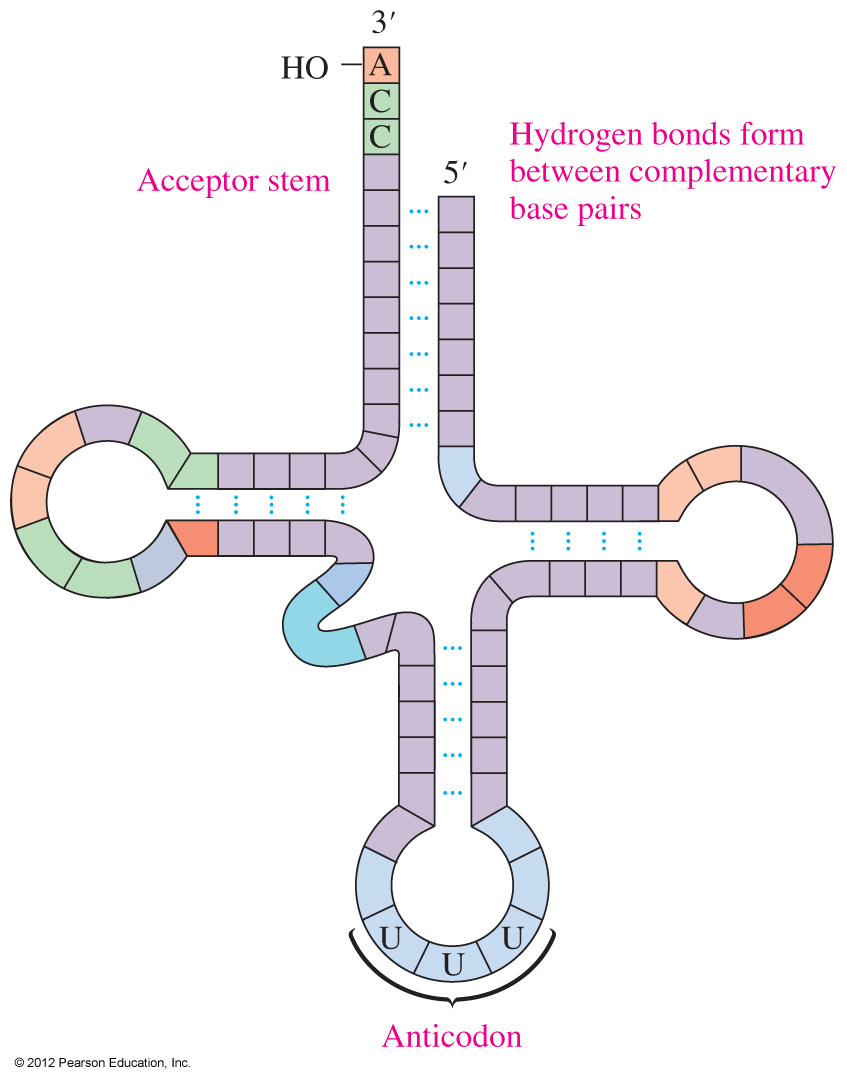 3′
HO
A
C
C
Acceptor stem
5′
Hydrogen bonds form
between complementary
base pairs
U
U
U
Anticodon
© 2012 Pearson Education, Inc.